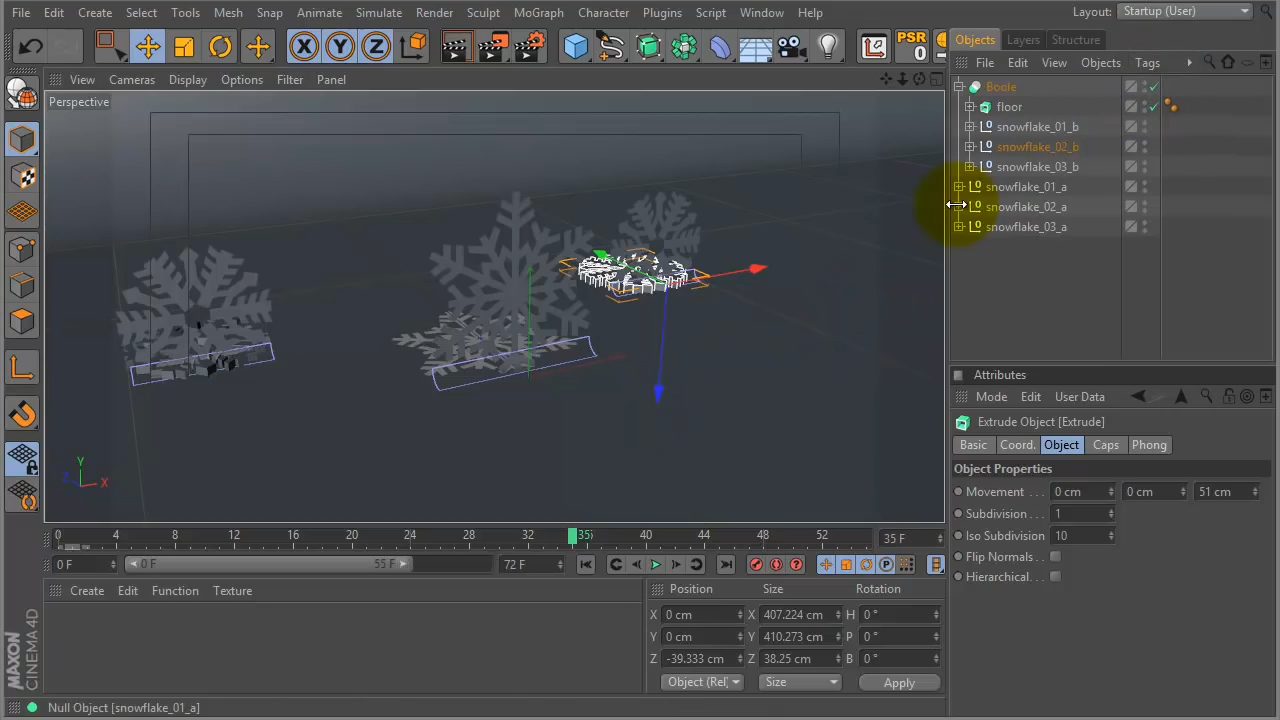 File Edit Create Select Tools Mesh Snap Animate Simulate Render Sculpt MoGraph Character Plugins Script Window Help Layout: Startup (User)
X Y Z PSR 0
Objects Layers Structure
View Cameras Display Options Filter Panel
File Edit View Objects Tags
Perspective
Boole
floor
snowflake_01_b
snowflake_02_b
snowflake_03_b
snowflake_01_a
snowflake_02_a
snowflake_03_a
Attributes
Mode Edit User Data
Extrude Object [Extrude]
Basic Coord. Object Caps Phong
Object Properties
Movement . . . 0 cm 0 cm 51 cm
Subdivision . . . 1
Iso Subdivision 10
Flip Normals . .
Hierarchical. . .
Y
Z X
0 4 8 12 16 20 24 28 32 35 40 44 48 52 35 F
0 F 0 F 55 F 72 F
Create Edit Function Texture
Position Size Rotation
X 0 cm X 407.224 cm H 0 °
Y 0 cm Y 410.273 cm P 0 °
Z -39.333 cm Z 38.25 cm B 0 °
Object (Rel) Size Apply
MAXON
CINEMA 4D
Null Object [snowflake_01_a]